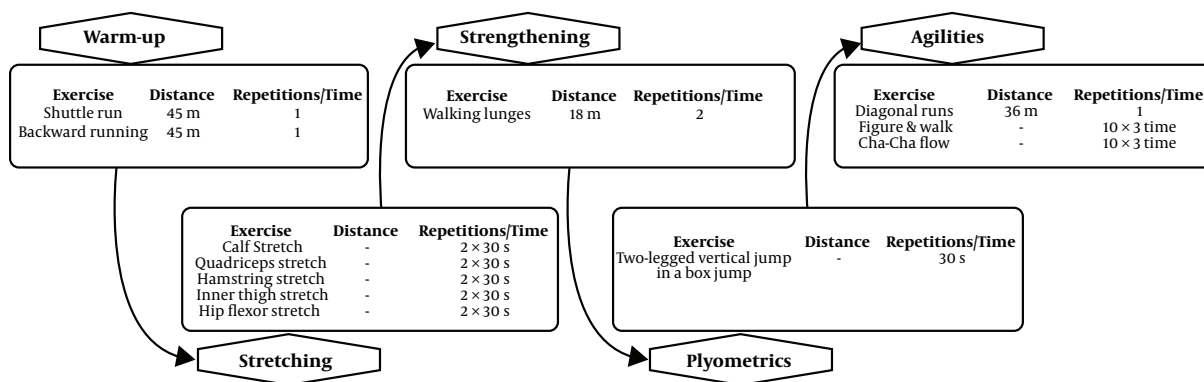 Warm-up
Exercise Distance Repetitions/Time
Shuttle run 45 m 1
Backward running 45 m 1
Exercise Distance Repetitions/Time
Calf Stretch - 2 × 30 s
Quadriceps stretch - 2 × 30 s
Hamstring stretch - 2 × 30 s
Inner thigh stretch - 2 × 30 s
Hip flexor stretch - 2 × 30 s
Stretching
Strengthening
Exercise Distance Repetitions/Time
Walking lunges 18 m 2
Exercise Distance Repetitions/Time
Two-legged vertical jump - 30 s
in a box jump
Plyometrics
Agilities
Exercise Distance Repetitions/Time
Diagonal runs 36 m 1
Figure & walk - 10 × 3 time
Cha-Cha flow - 10 × 3 time